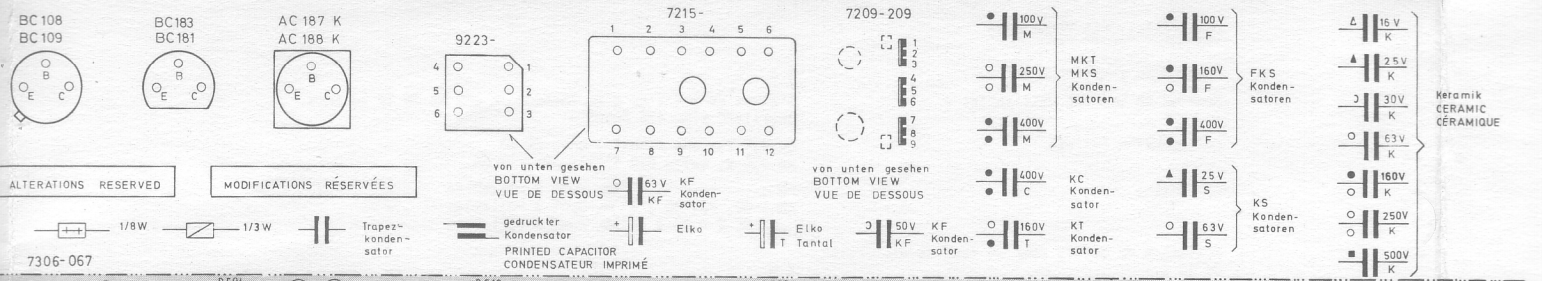 BC 108
BC 109
B
E C
BC183
BC181
B
E C
AC 187 K
AC 188 K
B
E C
9223-
4 1
5 2
6 3
7215-
1 2 3 4 5 6
7 8 9 10 11 12
7209-209
1
2
3
4
5
6
7
8
9
von unten gesehen
BOTTOM VIEW
VUE DE DESSOUS
von unten gesehen
BOTTOM VIEW
VUE DE DESSOUS
ALTERATIONS RESERVED
MODIFICATIONS RÉSERVÉES
1/8W
1/3 W
Trapez-
konden-
sator
gedruckter
Kondensator
PRINTED CAPACITOR
CONDENSATEUR IMPRIMÉ
63 V
KF
KF
Konden-
sator
+
Elko
+
T
Elko
Tantal
50V
KF
KF
Konden-
sator
100V
M
250V
M
400V
M
MKT
MKS
Konden-
satoren
400V
C
KC
Konden-
sator
160V
T
KT
Konden-
sator
100V
F
160V
F
400V
F
FKS
Konden-
satoren
25V
S
63V
S
KS
Konden-
satoren
16 V
K
25V
K
30V
K
63V
K
160V
K
250V
K
500V
K
Keramik
CERAMIC
CÉRAMIQUE
7306-067